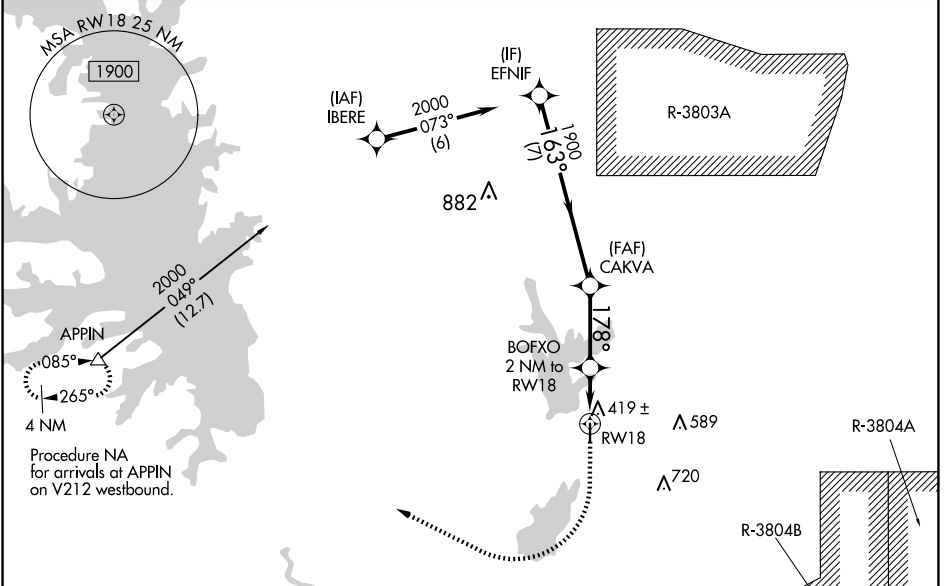 MSA RW18 25 NM
1900
(IAF)
IBERE
2000
073°
(6)
(IF)
EFNIF
1900
163°
(7)
R-3803A
882
(FAF)
CAKVA
178°
2000
049°
(12.7)
APPIN
085°
265°
4 NM
BOFXO
2 NM to
RW18
419 ±
RW18
589
720
Procedure NA
for arrivals at APPIN
on V212 westbound.
R-3804A
R-3804B